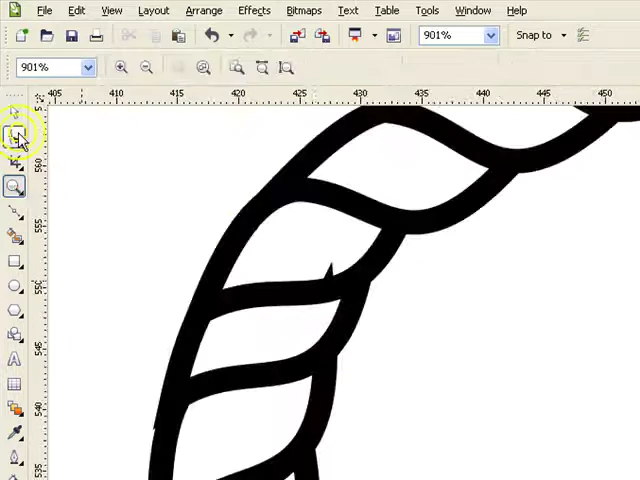 File Edit View Layout Arrange Effects Bitmaps Text Table Tools Window Help
901% Snap to
901%
405 410 415 420 425 430 435 440 445 450
560
555
550
545
540
535